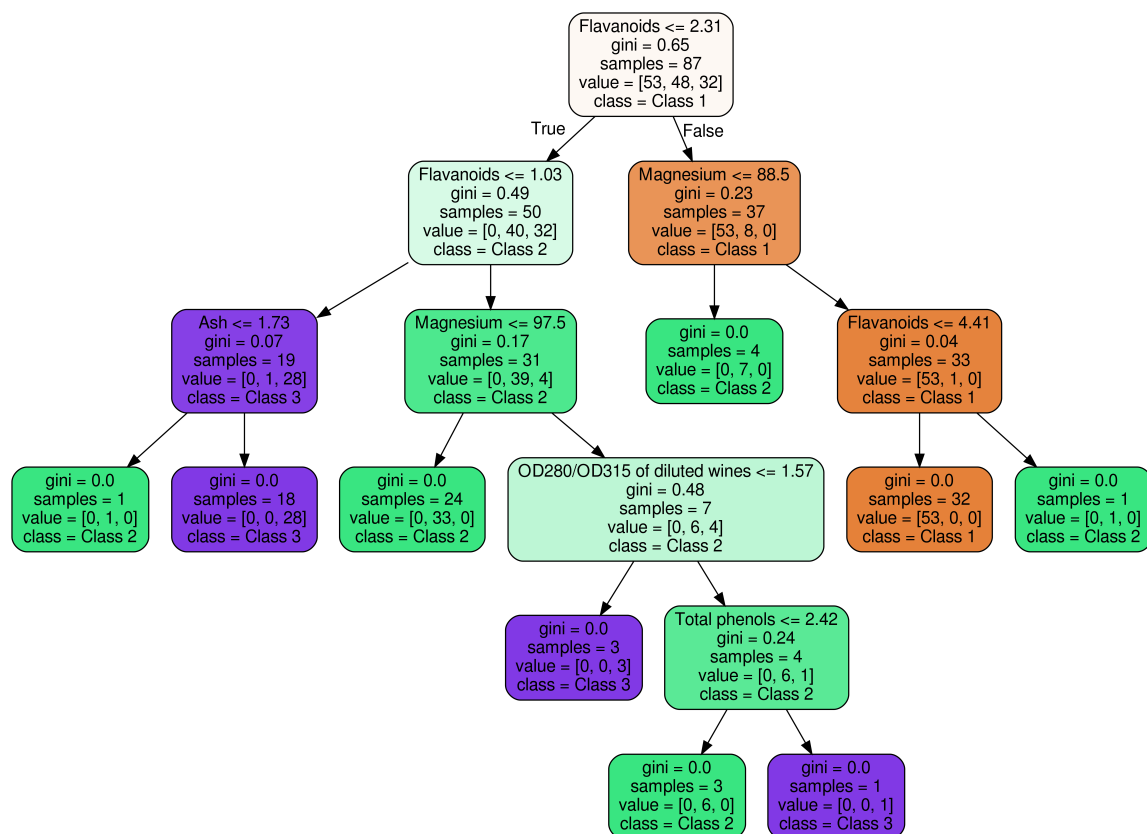 Flavanoids <= 2.31
gini = 0.65
samples = 87
value = [53, 48, 32]
class = Class 1
True
False
Flavanoids <= 1.03
gini = 0.49
samples = 50
value = [0, 40, 32]
class = Class 2
Magnesium <= 88.5
gini = 0.23
samples = 37
value = [53, 8, 0]
class = Class 1
Ash <= 1.73
gini = 0.07
samples = 19
value = [0, 1, 28]
class = Class 3
Magnesium <= 97.5
gini = 0.17
samples = 31
value = [0, 39, 4]
class = Class 2
gini = 0.0
samples = 4
value = [0, 7, 0]
class = Class 2
Flavanoids <= 4.41
gini = 0.04
samples = 33
value = [53, 1, 0]
class = Class 1
gini = 0.0
samples = 1
value = [0, 1, 0]
class = Class 2
gini = 0.0
samples = 18
value = [0, 0, 28]
class = Class 3
gini = 0.0
samples = 24
value = [0, 33, 0]
class = Class 2
OD280/OD315 of diluted wines <= 1.57
gini = 0.48
samples = 7
value = [0, 6, 4]
class = Class 2
gini = 0.0
samples = 32
value = [53, 0, 0]
class = Class 1
gini = 0.0
samples = 1
value = [0, 1, 0]
class = Class 2
gini = 0.0
samples = 3
value = [0, 0, 3]
class = Class 3
Total phenols <= 2.42
gini = 0.24
samples = 4
value = [0, 6, 1]
class = Class 2
gini = 0.0
samples = 3
value = [0, 6, 0]
class = Class 2
gini = 0.0
samples = 1
value = [0, 0, 1]
class = Class 3